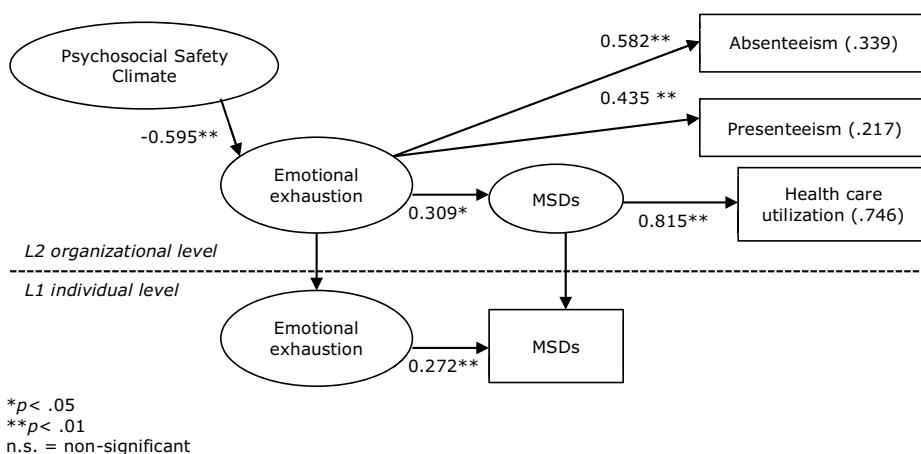 Psychosocial Safety
Climate
0.582**
Absenteeism (.339)
0.435 **
Presenteeism (.217)
-0.595**
Emotional
exhaustion
0.309*
MSDs
0.815**
Health care
utilization (.746)
L2 organizational level
L1 individual level
Emotional
exhaustion
0.272**
MSDs
*p< .05
**p< .01
n.s. = non-significant